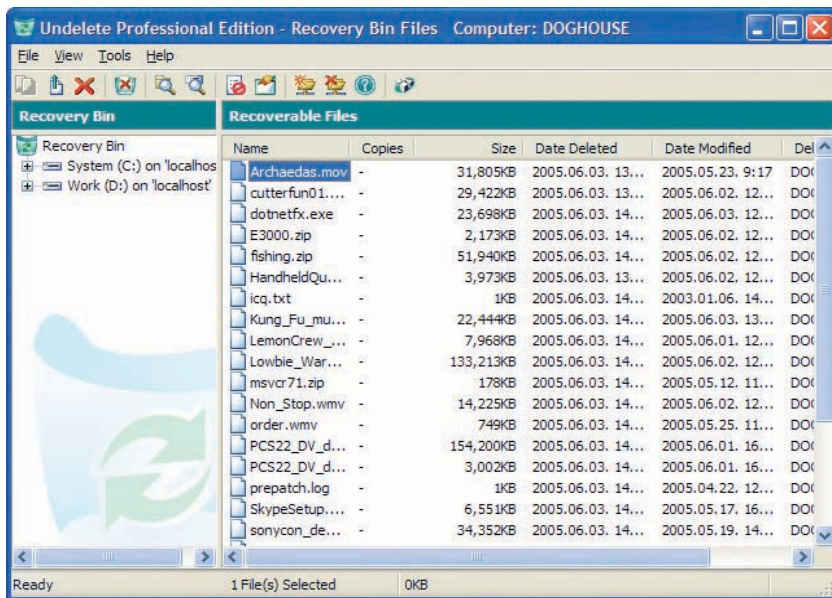 Undelete Professional Edition - Recovery Bin Files Computer: DOGHOUSE
File View Tools Help
Recovery Bin
Recovery Bin
System (C:) on 'localhos
Work (D:) on 'localhost'
Recoverable Files
Name Copies Size Date Deleted Date Modified Del
Archaedas.mov - 31,805KB 2005.06.03. 13... 2005.05.23. 9:17 DO
cutterfun01.... - 29,422KB 2005.06.03. 13... 2005.06.02. 12... DO
dotnetfx.exe - 23,698KB 2005.06.03. 14... 2005.06.03. 12... DO
E3000.zip - 2,173KB 2005.06.03. 14... 2005.06.02. 12... DO
fishing.zip - 51,940KB 2005.06.03. 14... 2005.06.02. 12... DO
HandheldQu... - 3,973KB 2005.06.03. 13... 2005.06.02. 12... DO
icq.txt - 1KB 2005.06.03. 14... 2003.01.06. 14... DO
Kung_Fu_mu... - 22,444KB 2005.06.03. 14... 2005.06.03. 13... DO
LemonCrew_... - 7,968KB 2005.06.03. 14... 2005.06.01. 12... DO
Lowbie_War... - 133,213KB 2005.06.03. 14... 2005.06.02. 12... DO
msvcr71.zip - 178KB 2005.06.03. 14... 2005.05.12. 11... DO
Non_Stop.wmv - 14,225KB 2005.06.03. 14... 2005.06.02. 12... DO
order.wmv - 749KB 2005.06.03. 14... 2005.05.25. 11... DO
PCS22_DV_d... - 154,200KB 2005.06.03. 14... 2005.06.01. 16... DO
PCS22_DV_d... - 3,002KB 2005.06.03. 14... 2005.06.01. 16... DO
prepatch.log - 1KB 2005.06.03. 14... 2005.04.22. 12... DO
SkypeSetup.... - 6,551KB 2005.06.03. 14... 2005.05.17. 16... DO
sonycon_de... - 34,352KB 2005.06.03. 14... 2005.05.19. 14... DO
Ready 1 File(s) Selected 0KB